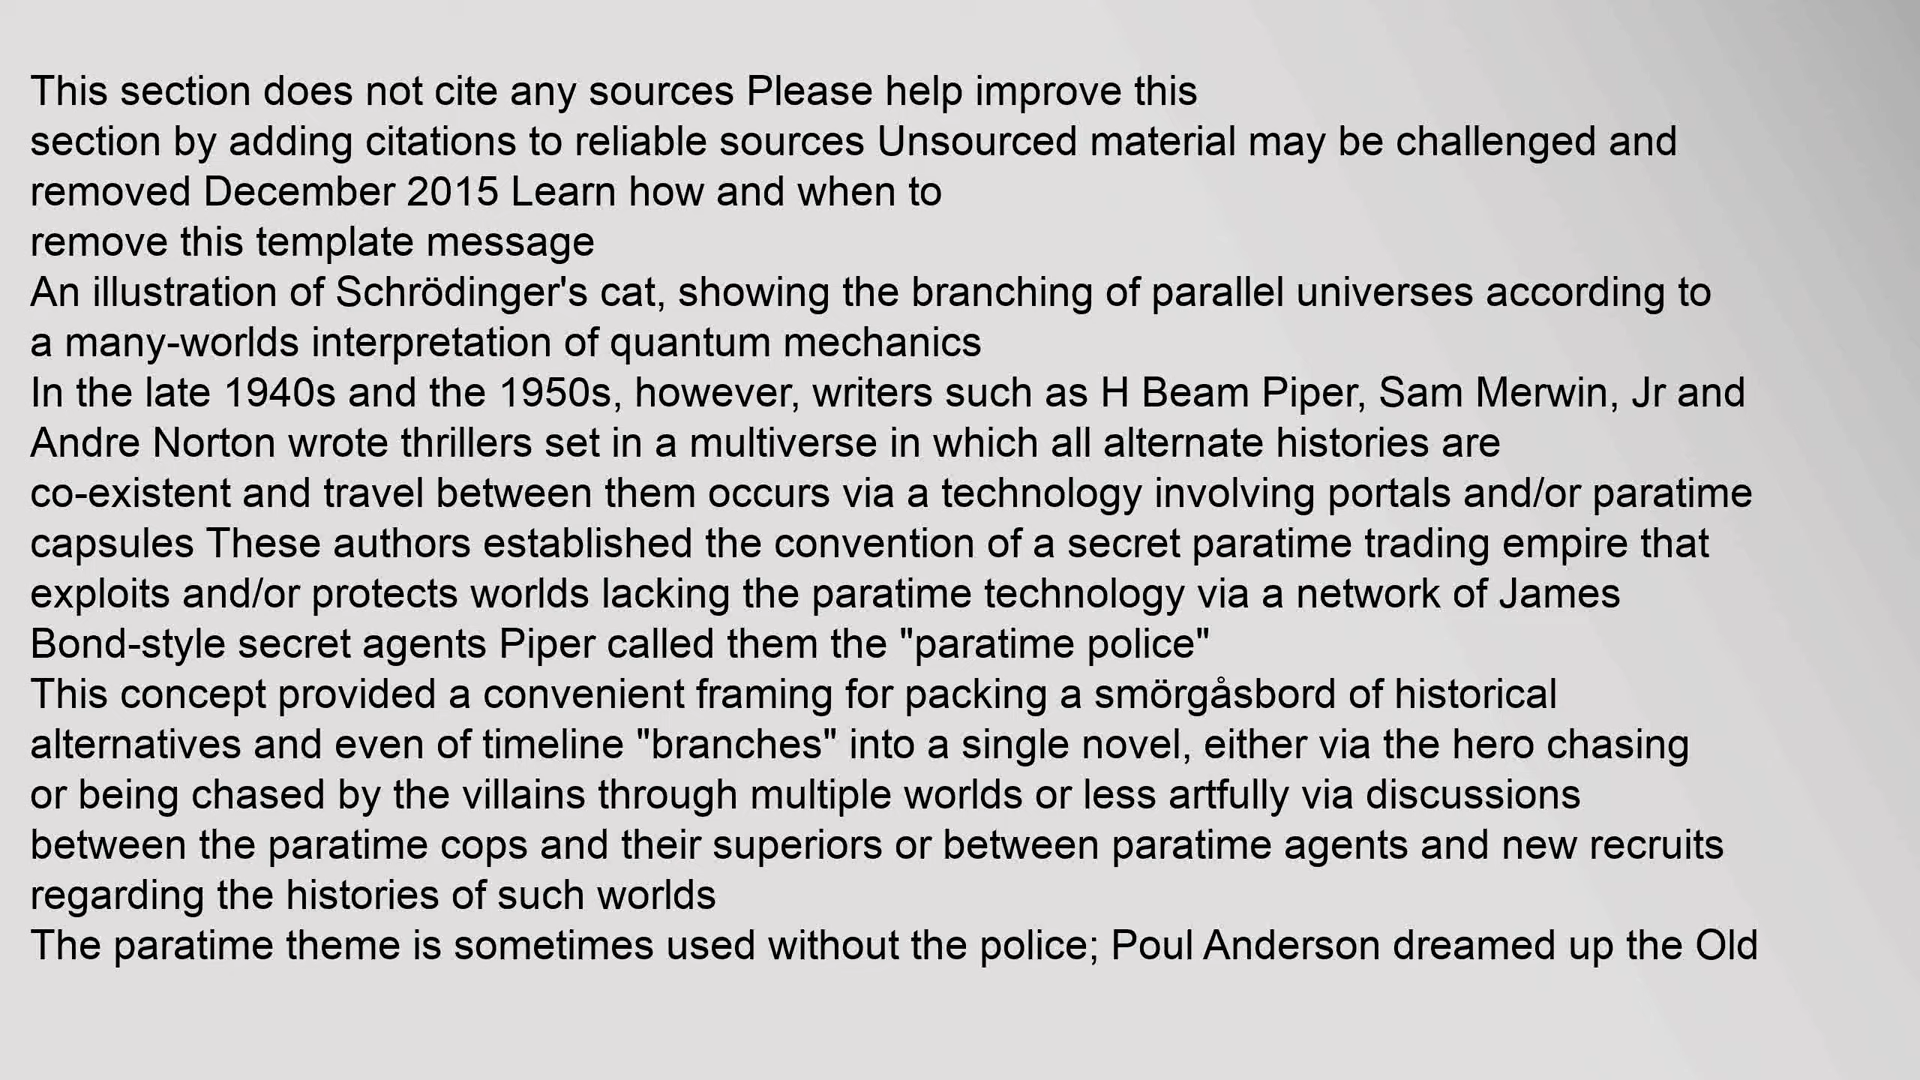 This section does not cite any sources Please help improve this
section by adding citations to reliable sources Unsourced material may be challenged and
removed December 2015 Learn how and when to
remove this template message
An illustration of Schrödinger's cat, showing the branching of parallel universes according to
a many-worlds interpretation of quantum mechanics
In the late 1940s and the 1950s, however, writers such as H Beam Piper, Sam Merwin, Jr and
Andre Norton wrote thrillers set in a multiverse in which all alternate histories are
co-existent and travel between them occurs via a technology involving portals and/or paratime
capsules These authors established the convention of a secret paratime trading empire that
exploits and/or protects worlds lacking the paratime technology via a network of James
Bond-style secret agents Piper called them the "paratime police"
This concept provided a convenient framing for packing a smörgåsbord of historical
alternatives and even of timeline "branches" into a single novel, either via the hero chasing
or being chased by the villains through multiple worlds or less artfully via discussions
between the paratime cops and their superiors or between paratime agents and new recruits
regarding the histories of such worlds
The paratime theme is sometimes used without the police; Poul Anderson dreamed up the Old